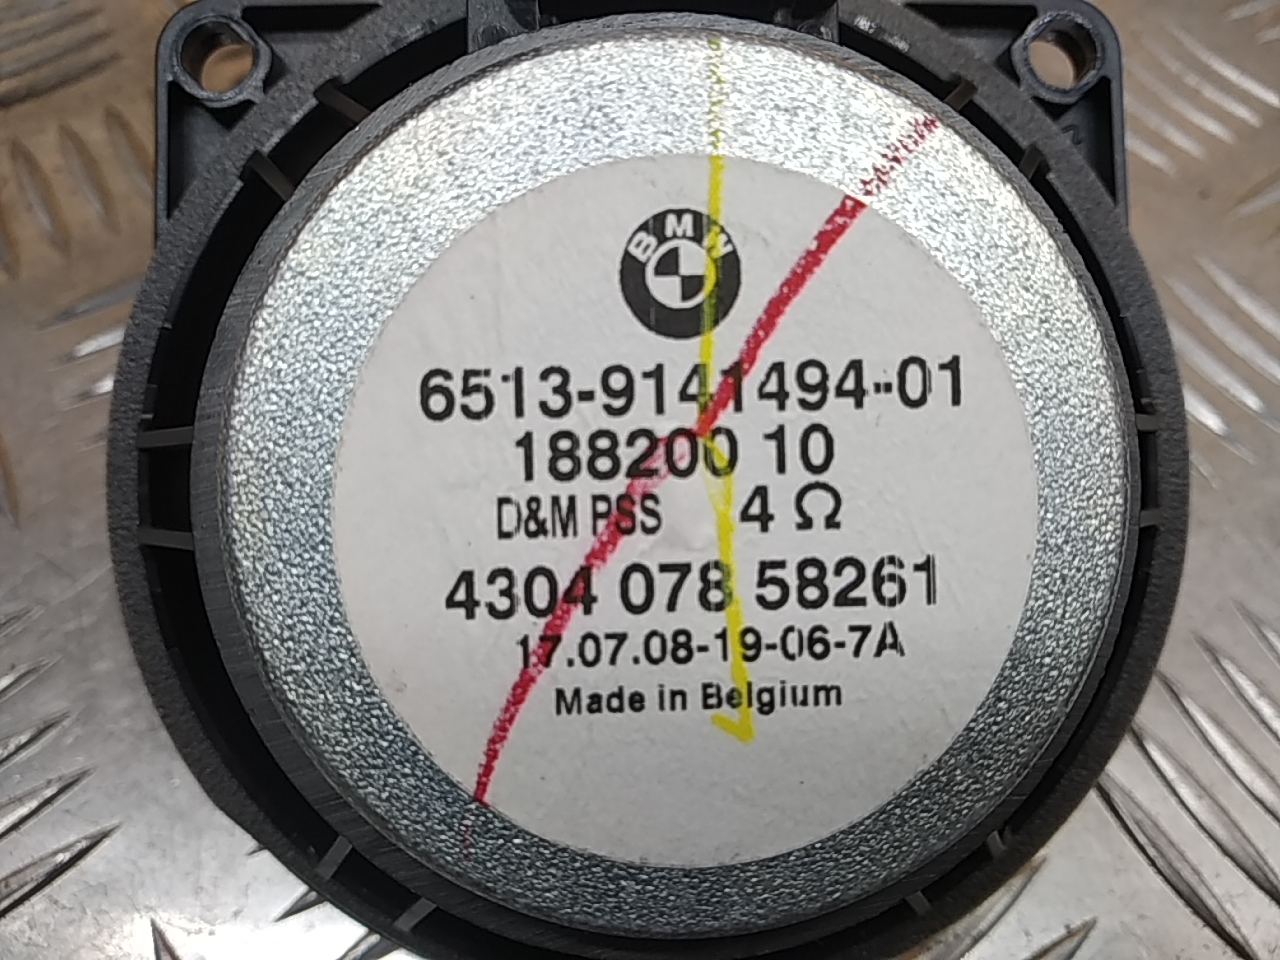 BMW
6513-9141494-01
188200 10
D&M PSS 4 Ω
4304 078 58261
17.07.08-19-06-7A
Made in Belgium